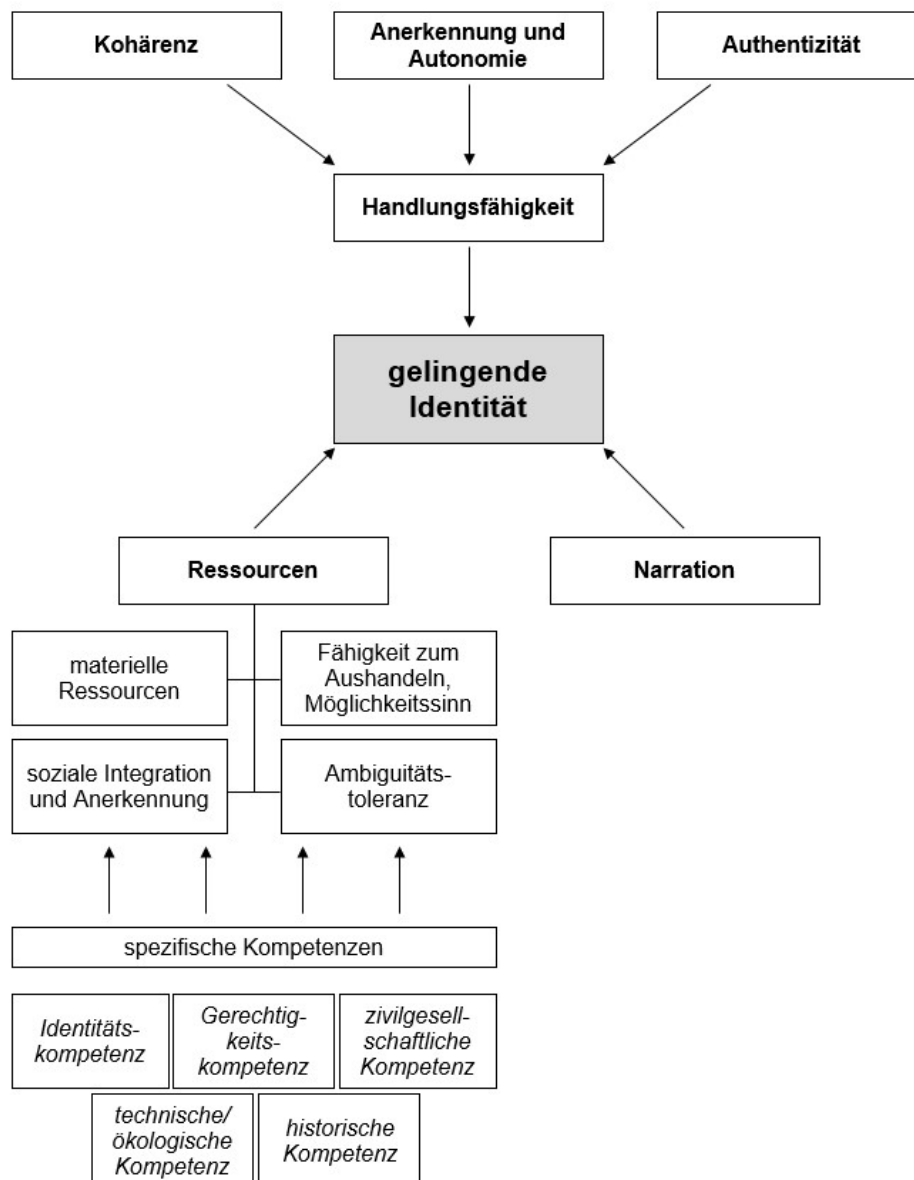 Kohärenz
Anerkennung und
Autonomie
Authentizität
Handlungsfähigkeit
gelingende
Identität
Ressourcen
Narration
materielle
Ressourcen
Fähigkeit zum
Aushandeln,
Möglichkeitssinn
soziale Integration
und Anerkennung
Ambiguitäts-
toleranz
spezifische Kompetenzen
Identitäts-
kompetenz
Gerechtig-
keits-
kompetenz
zivilgesell-
schaftliche
Kompetenz
technische/
ökologische
Kompetenz
historische
Kompetenz